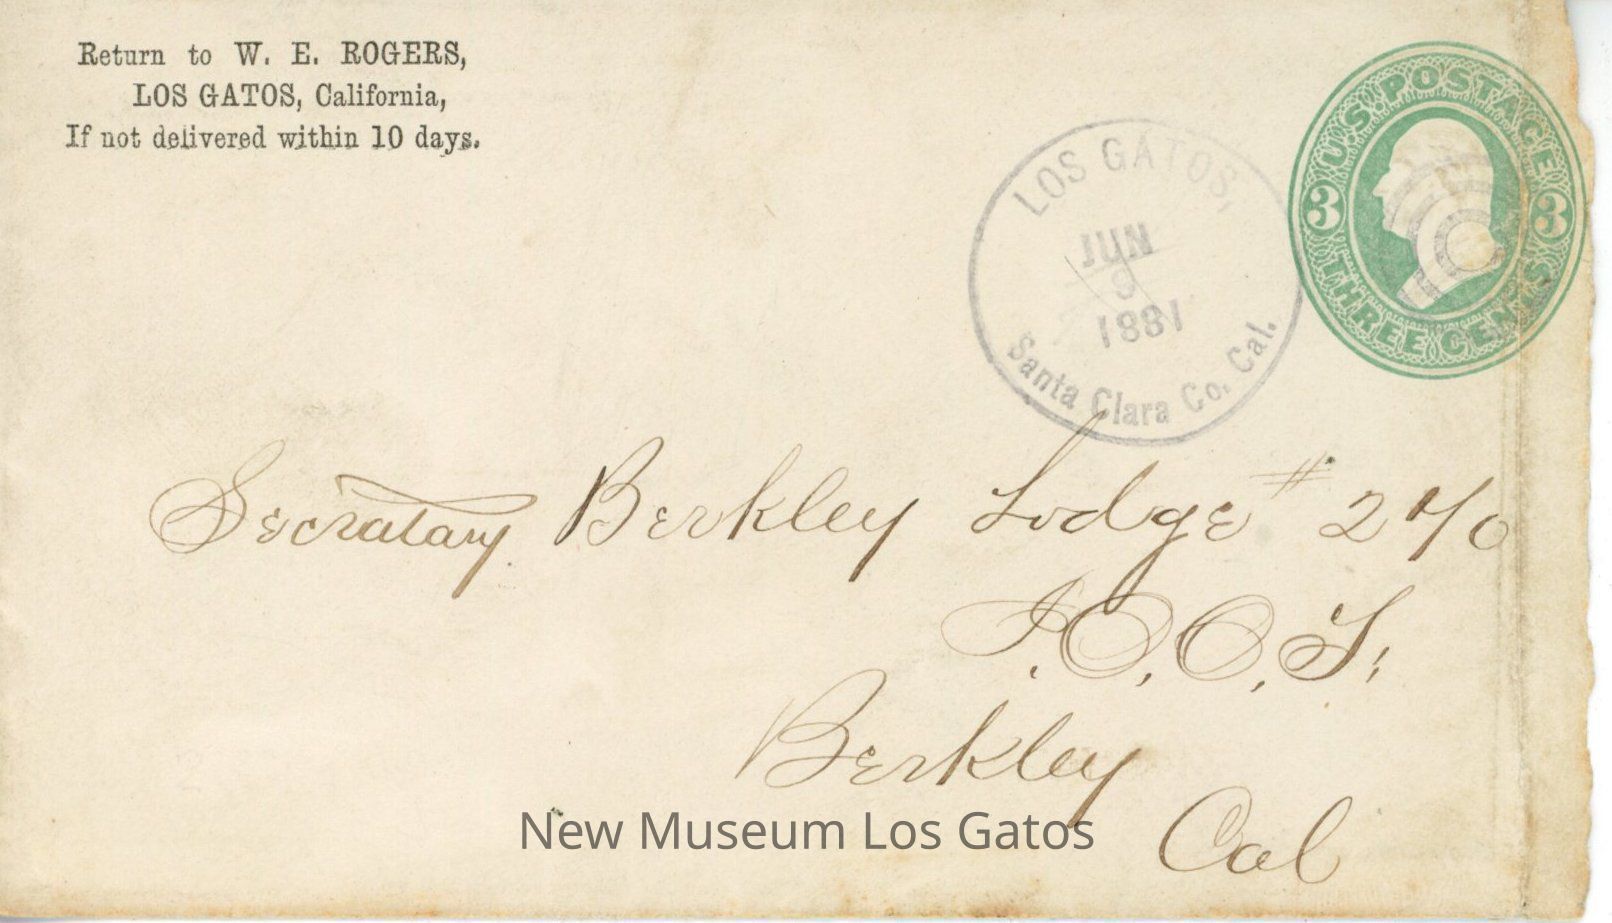 Return to W. E. ROGERS,
LOS GATOS, California,
If not delivered within 10 days.
U.S. POSTAGE
3 3
THREE CENTS
LOS GATOS,
JUN
9
1881
Santa Clara Co. Cal.
Secratary Berkley Lodge # 270
I.O.O.F.
Berkley
Cal
New Museum Los Gatos